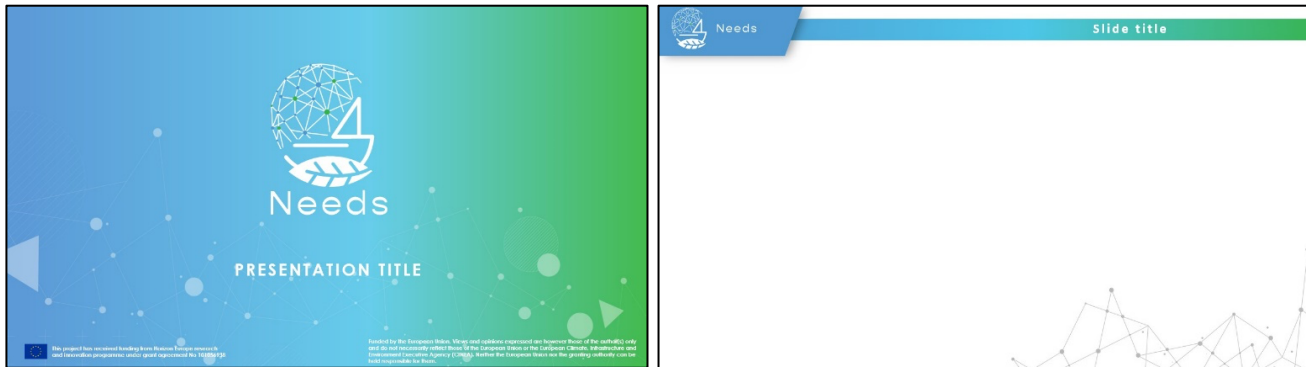 Needs
PRESENTATION TITLE
This project has received funding from Horizon Europe research
and innovation programme under grant agreement No
Funded by the European Union. Views and opinions expressed are however those of the author(s) only
and do not necessarily reflect those of the European Union or the European Climate, Infrastructure and
Environment Executive Agency (CINEA). Neither the European Union nor the granting authority can be
held responsible for them.
Needs
Slide title